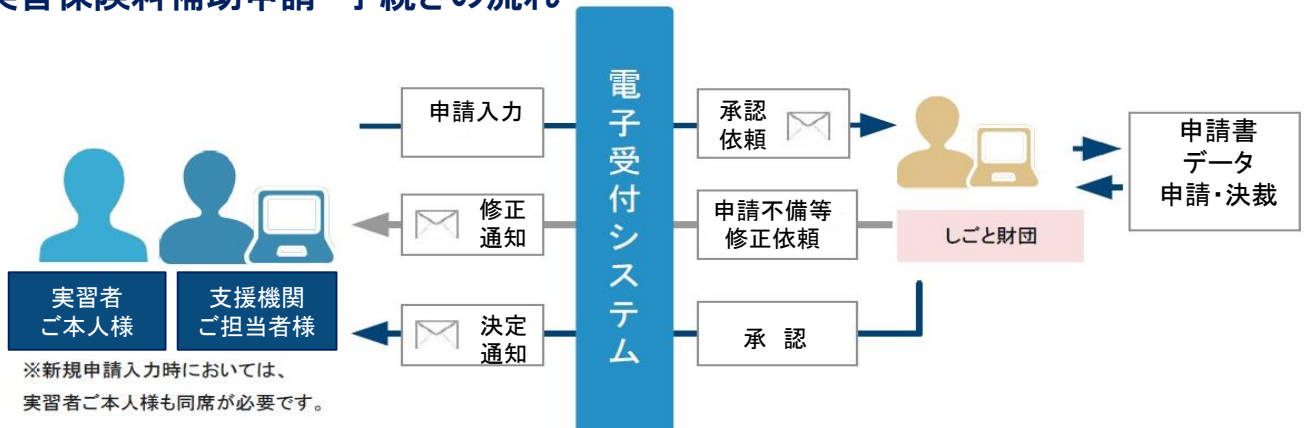 保険料補助申請 手続きの流れ
電子受付システム
申請入力
承認
依頼
申請書
データ
申請・決裁
修正
通知
申請不備等
修正依頼
しごと財団
実習者
ご本人様
支援機関
ご担当者様
決定
通知
承 認
※新規申請入力時においては、
実習者ご本人様も同席が必要です。